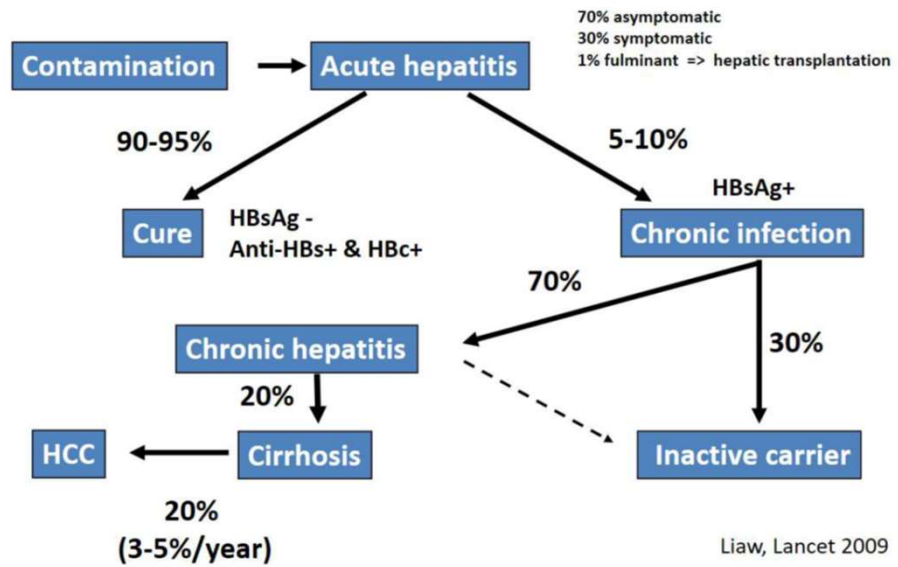 70% asymptomatic
30% symptomatic
1% fulminant => hepatic transplantation
Contamination
Acute hepatitis
90-95%
5-10%
HBsAg+
Cure
HBsAg -
Anti-HBs+ & HBc+
Chronic infection
70%
30%
Chronic hepatitis
20%
HCC
Cirrhosis
Inactive carrier
20%
(3-5%/year)
Liaw, Lancet 2009